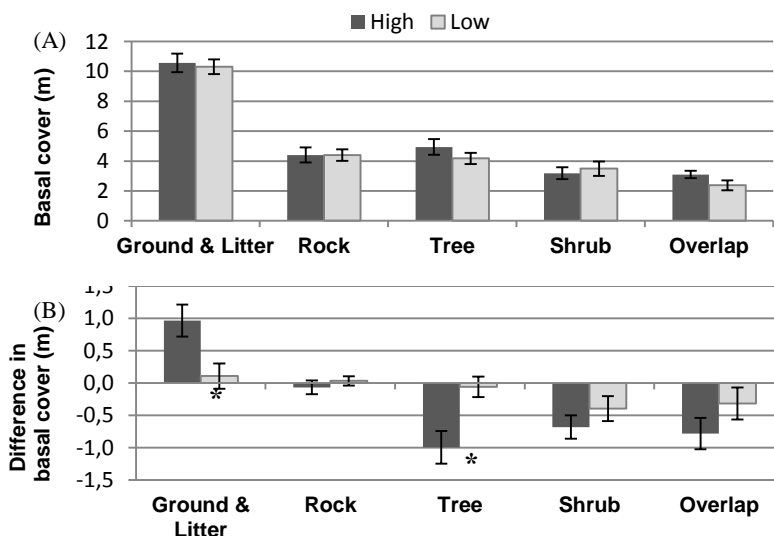 High Low
(A)
Basal cover (m)
12
10
8
6
4
2
0
Ground & Litter Rock Tree Shrub Overlap
(B)
Difference in
basal cover (m)
1,5
1,0
0,5
0,0
-0,5
-1,0
-1,5
*
*
Ground &
Litter
Rock Tree Shrub Overlap